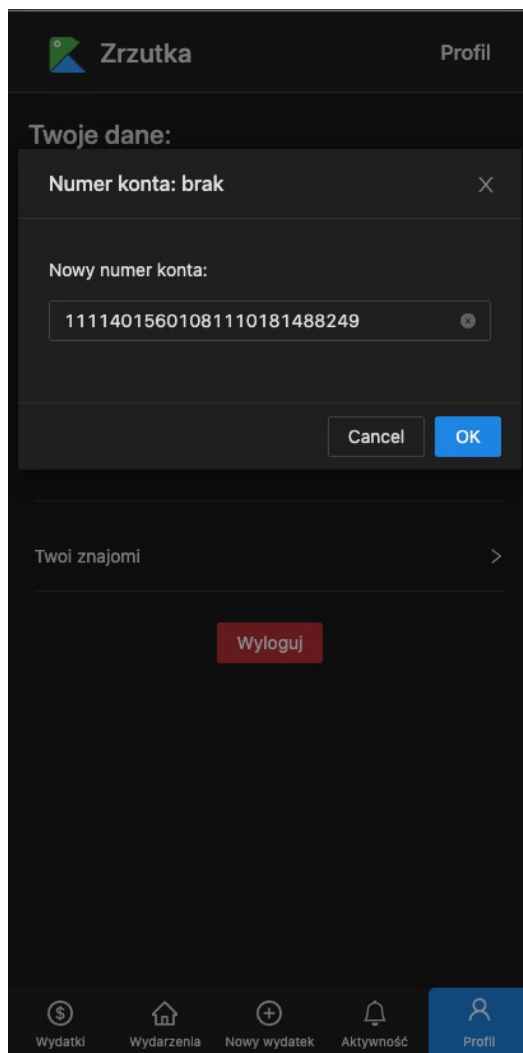 Zrzutka Profil
Twoje dane:
Numer konta: brak
Nowy numer konta:
11114015601081110181488249
Cancel OK
Twoi znajomi
Wyloguj
Wydatki Wydarzenia Nowy wydatek Aktywność Profil